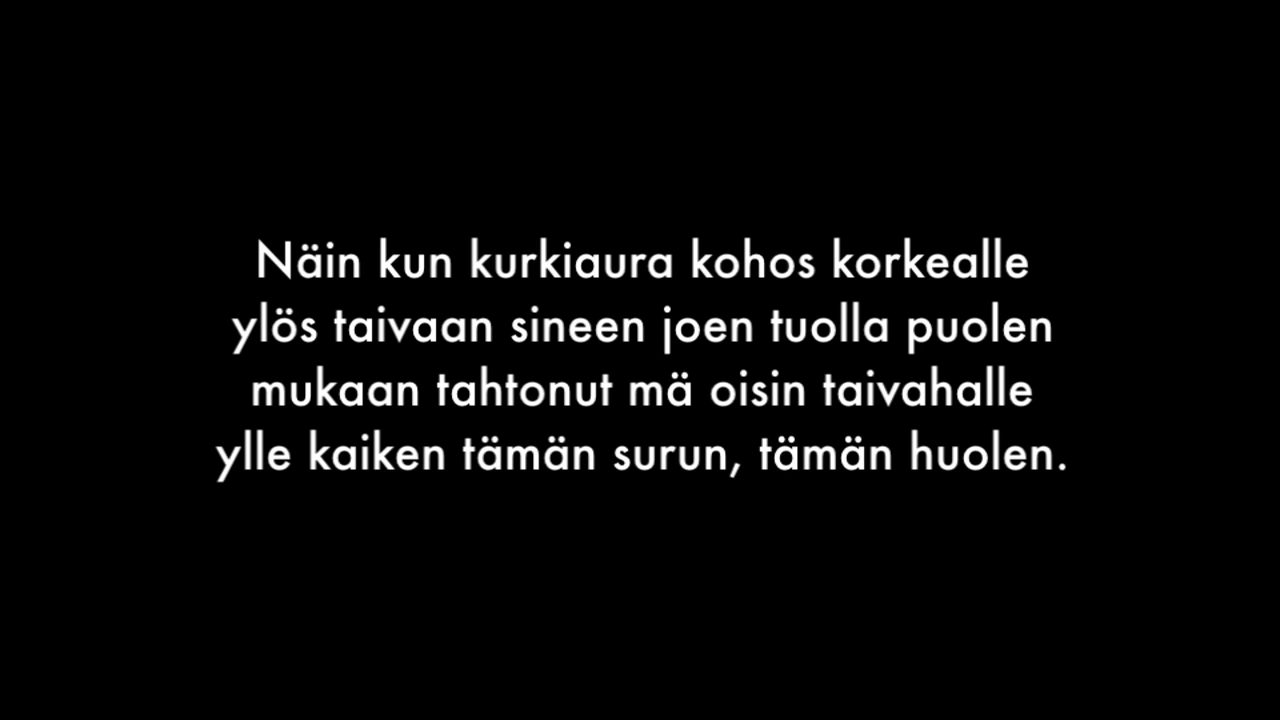 Näin kun kurkiaura kohos korkealle
ylös taivaan sineen joen tuolla puolen
mukaan tahtonut mä oisin taivahalle
ylle kaiken tämän surun, tämän huolen.